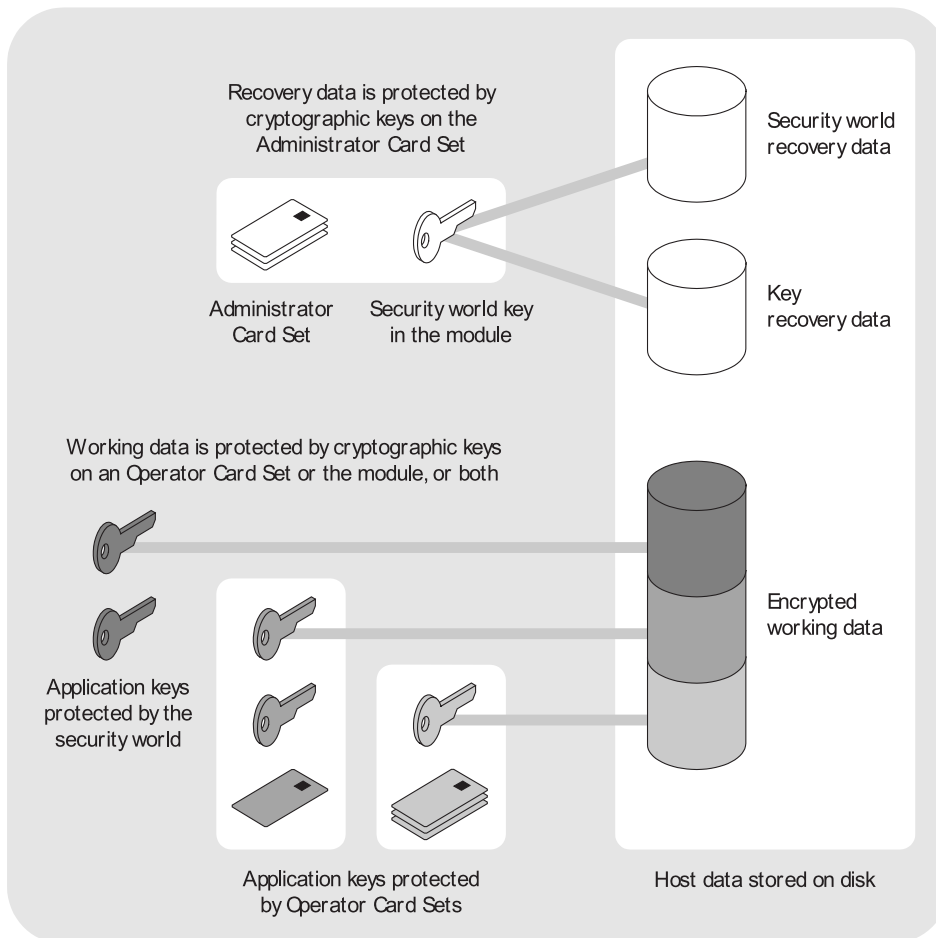 Recovery data is protected by
cryptographic keys on the
Administrator Card Set
Security world
recovery data
Administrator
Card Set
Security world key
in the module
Key
recovery data
Working data is protected by cryptographic keys
on an Operator Card Set or the module, or both
Encrypted
working data
Application keys
protected by the
security world
Application keys protected
by Operator Card Sets
Host data stored on disk